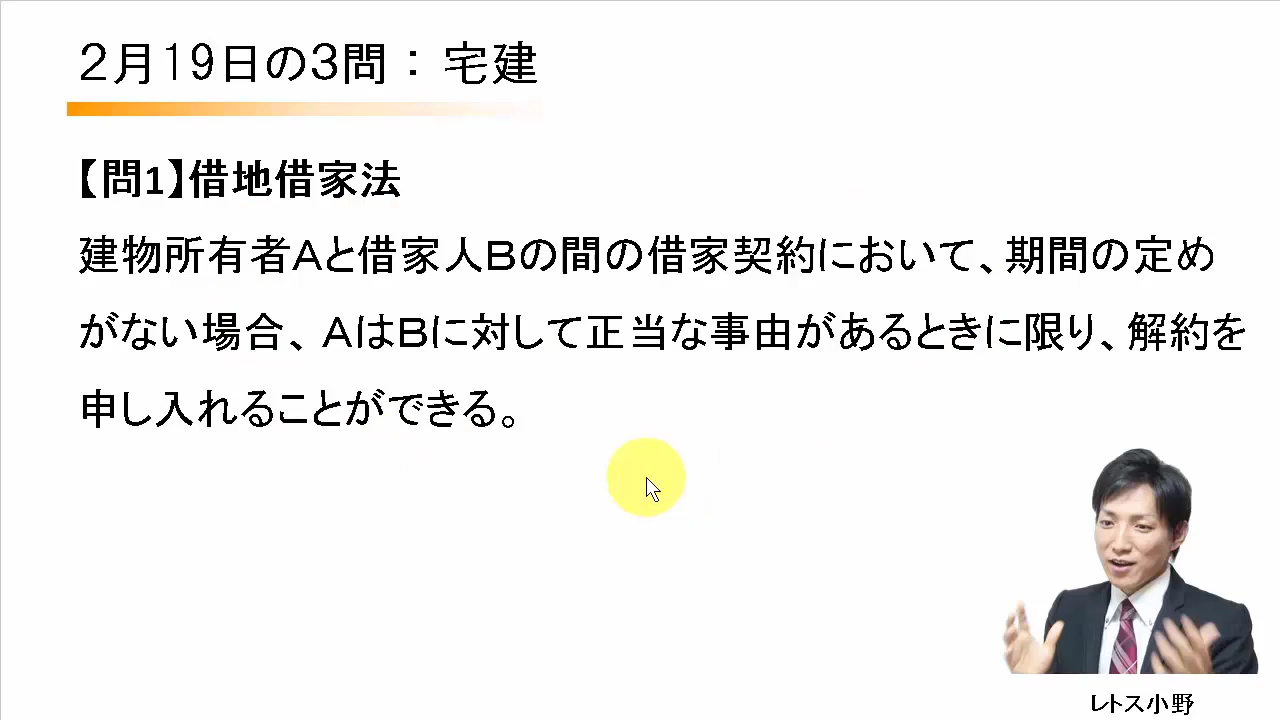 ２月19日の３問： 宅建
【問1】借地借家法
建物所有者Ａと借家人Ｂの間の借家契約において、期間の定め
がない場合、ＡはＢに対して正当な事由があるときに限り、解約を
申し入れることができる。
レトス小野